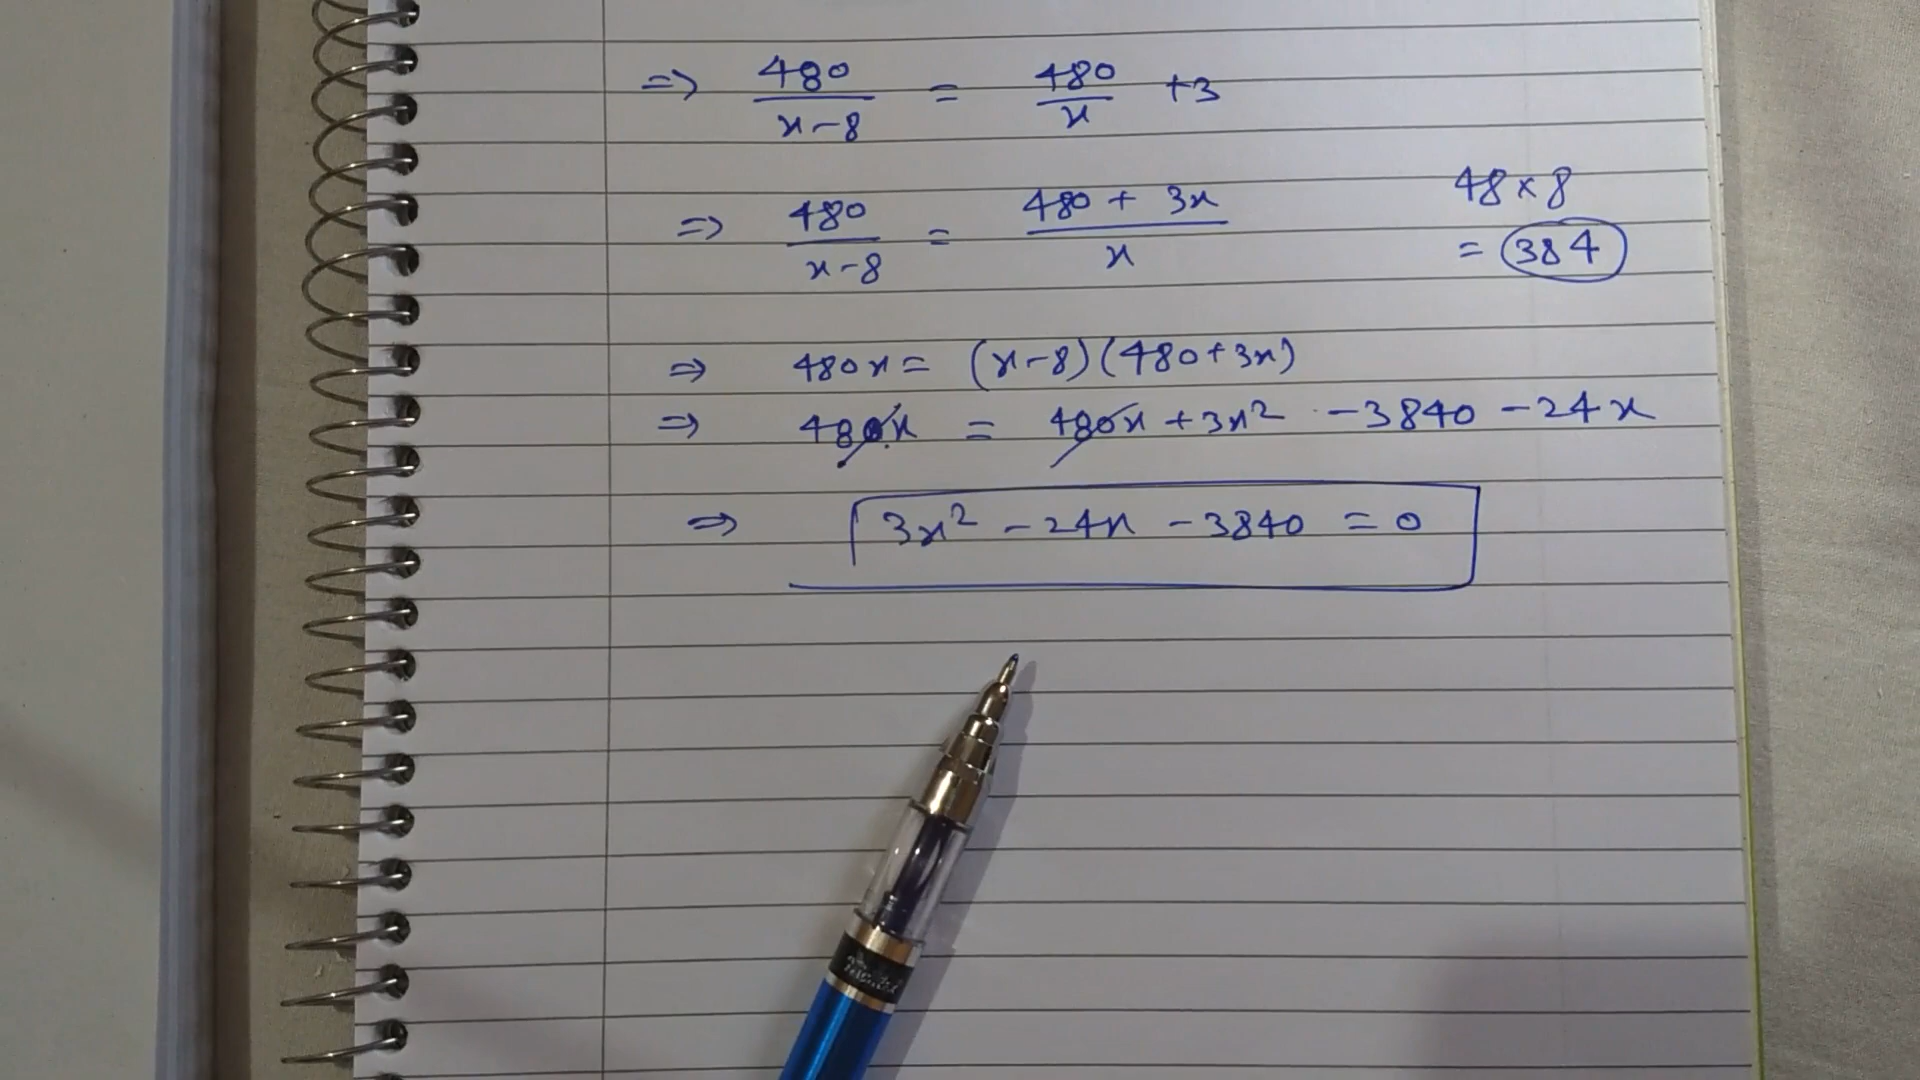 ⇒ 480/(x-8) = 480/x +3
⇒ 480/(x-8) = (480 + 3x)/x
48 × 8
= 384
⇒ 480x = (x-8)(480+3x)
⇒ 480x = 480x + 3x² - 3840 - 24x
⇒ 3x² - 24x - 3840 = 0